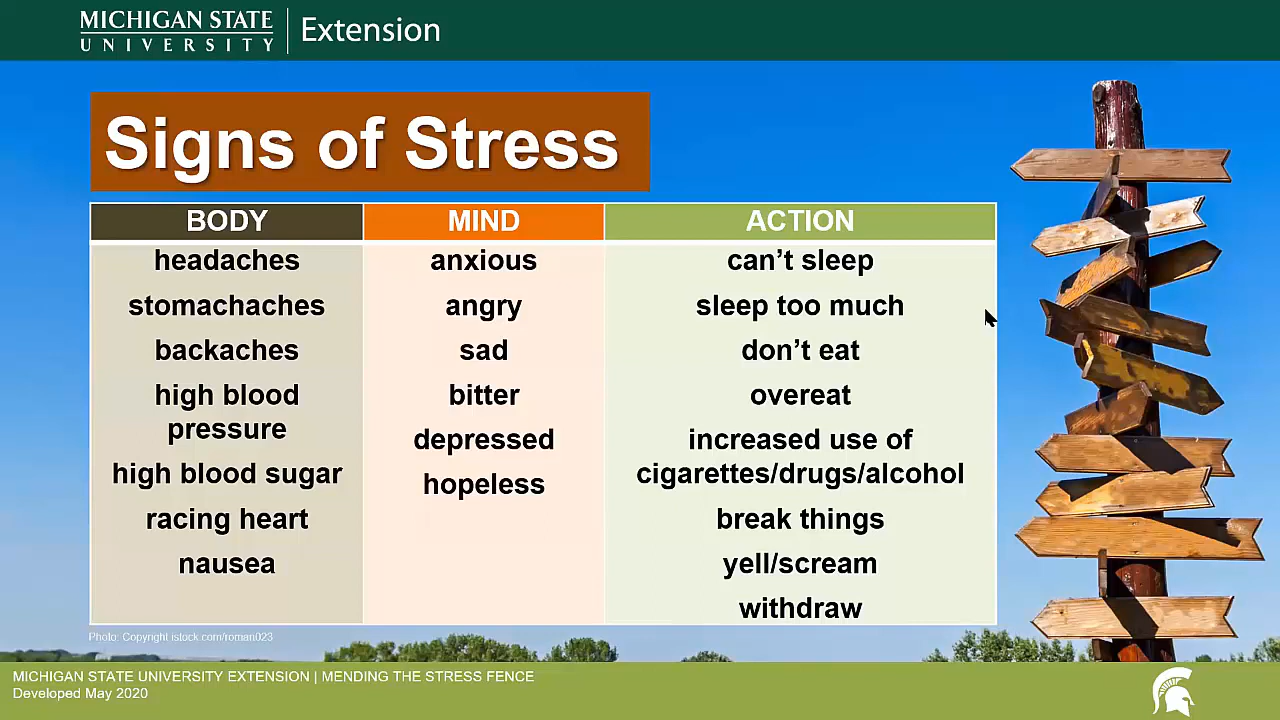 MICHIGAN STATE
UNIVERSITY
Extension
Signs of Stress
BODY
MIND
ACTION
headaches
stomachaches
backaches
high blood
pressure
high blood sugar
racing heart
nausea
anxious
angry
sad
bitter
depressed
hopeless
can’t sleep
sleep too much
don’t eat
overeat
increased use of
cigarettes/drugs/alcohol
break things
yell/scream
withdraw
Photo: Copyright istock.com/roman023
MICHIGAN STATE UNIVERSITY EXTENSION | MENDING THE STRESS FENCE
Developed May 2020